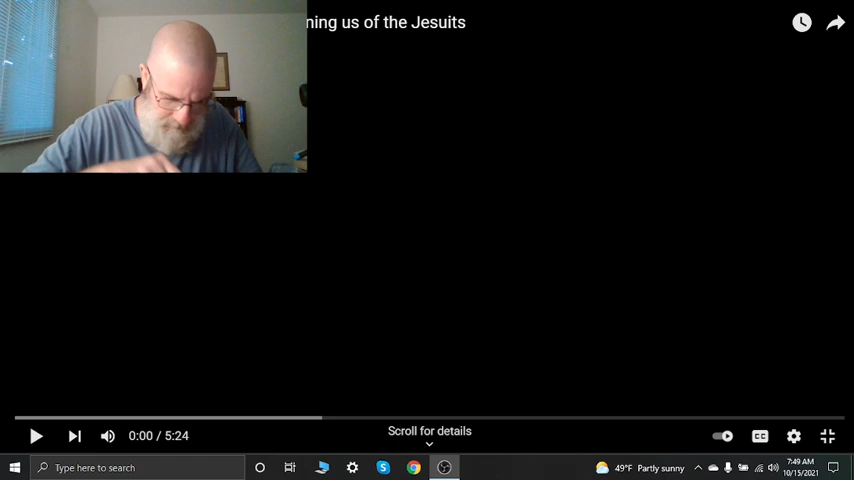 ning us of the Jesuits
Scroll for details
0:00 / 5:24
CC
Type here to search
49°F Partly sunny
7:49 AM
10/15/2021